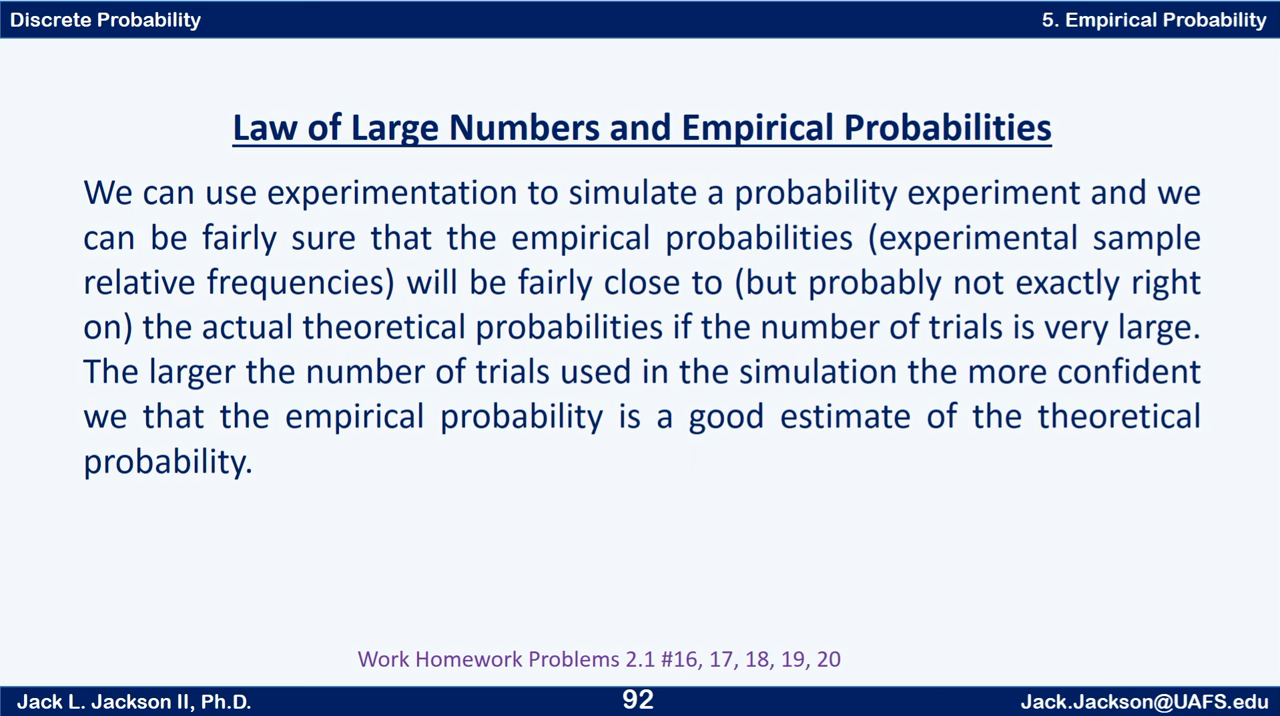 Discrete Probability
5. Empirical Probability
Law of Large Numbers and Empirical Probabilities
We can use experimentation to simulate a probability experiment and we
can be fairly sure that the empirical probabilities (experimental sample
relative frequencies) will be fairly close to (but probably not exactly right
on) the actual theoretical probabilities if the number of trials is very large.
The larger the number of trials used in the simulation the more confident
we that the empirical probability is a good estimate of the theoretical
probability.
Work Homework Problems 2.1 #16, 17, 18, 19, 20
Jack L. Jackson II, Ph.D.
92
Jack.Jackson@UAFS.edu